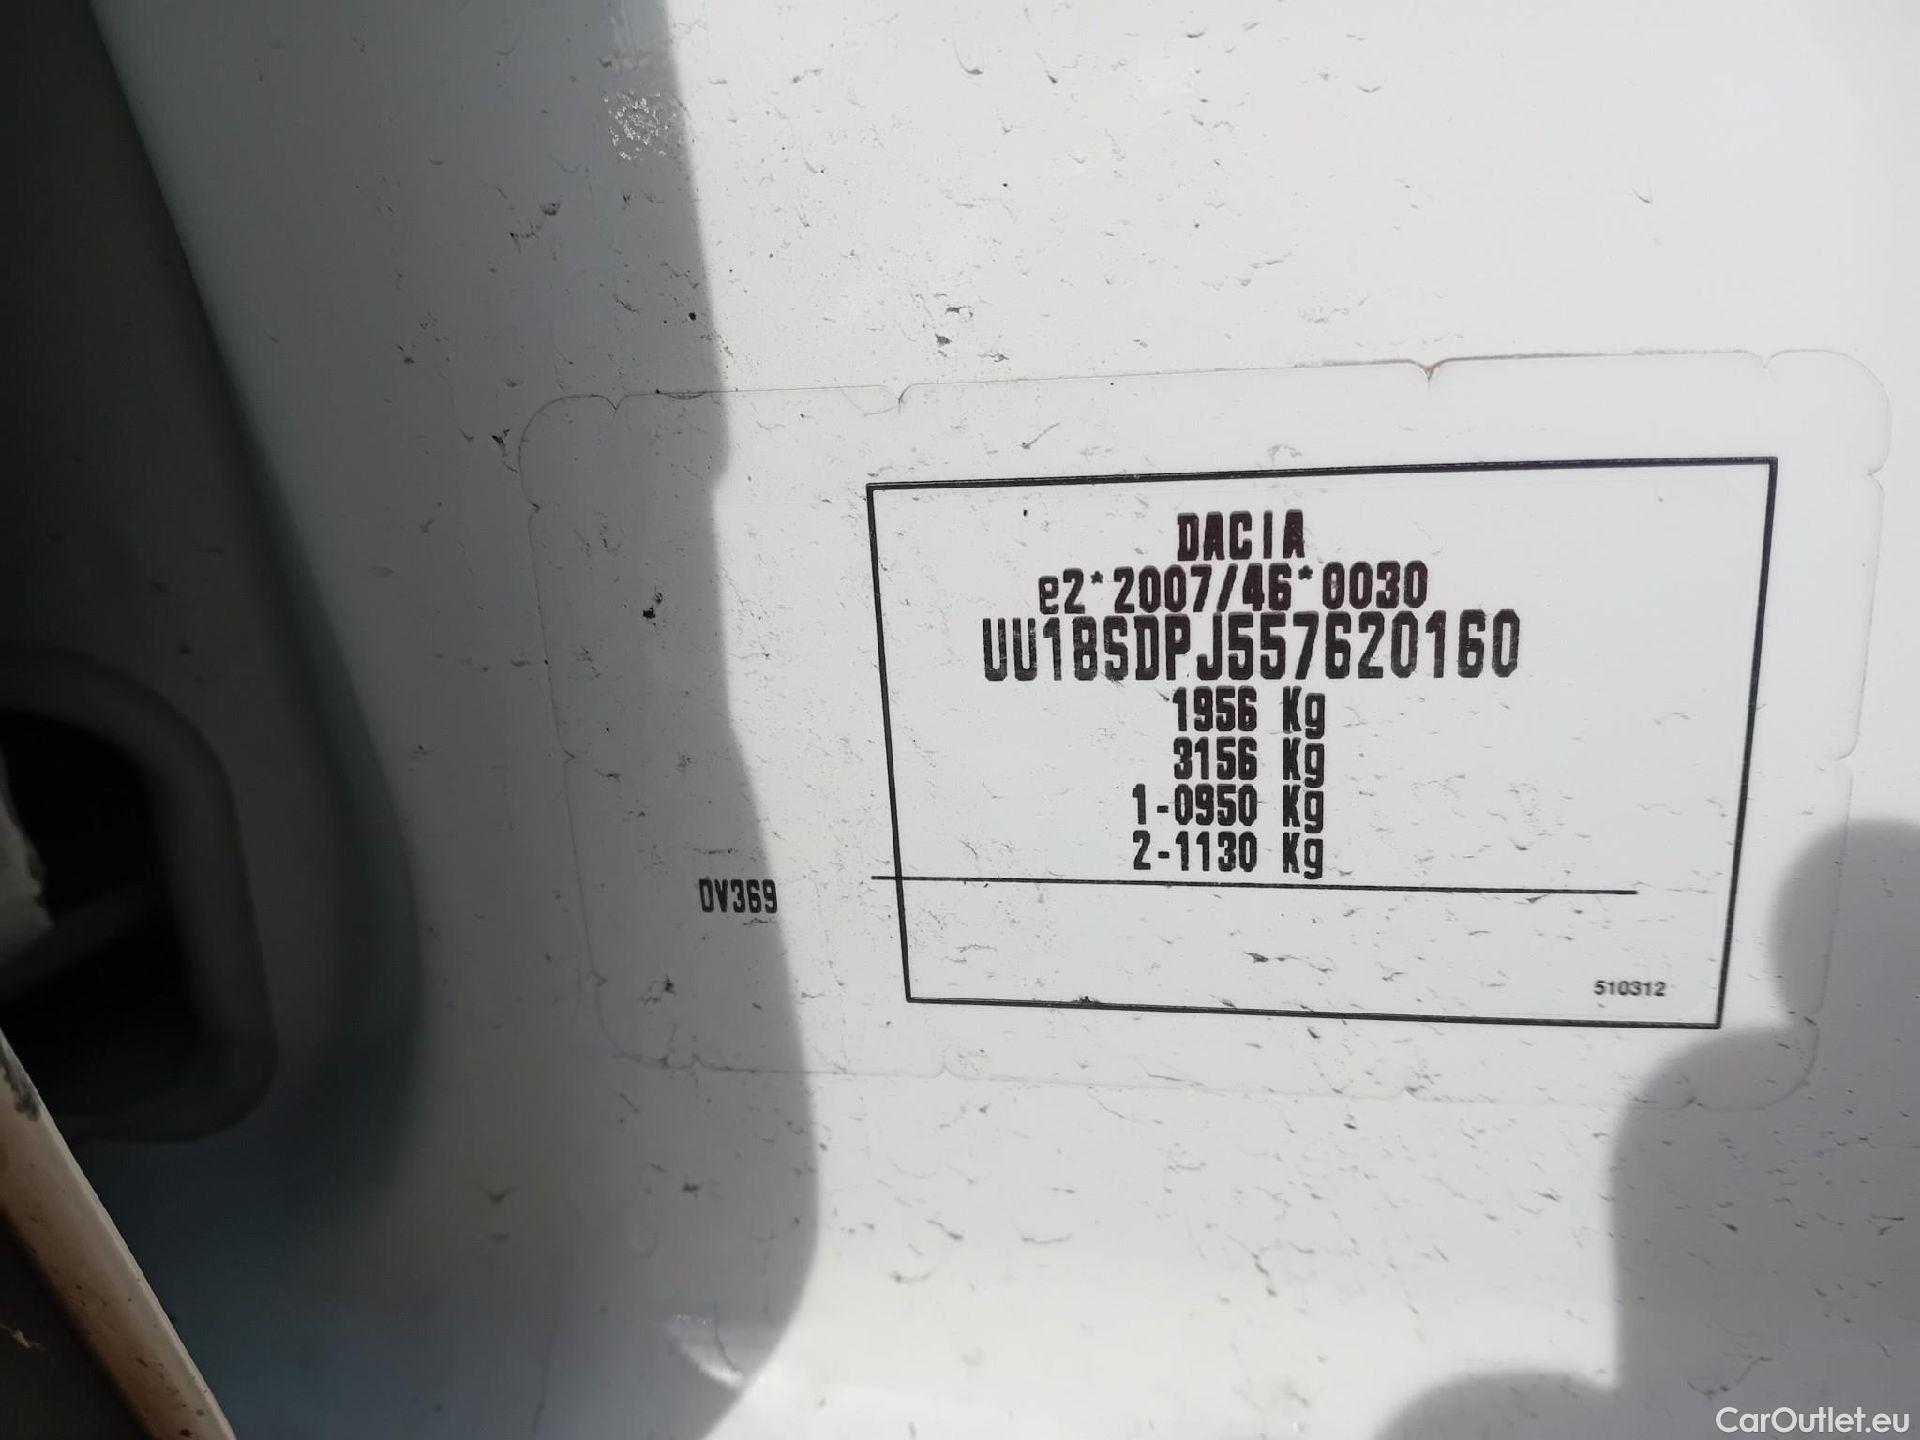 DACIA
e2*2007/46*0030
UU1BSDPJ557620160
1956 Kg
3156 Kg
1-0950 Kg
2-1130 Kg
DV369
510312
CarOutlet.eu